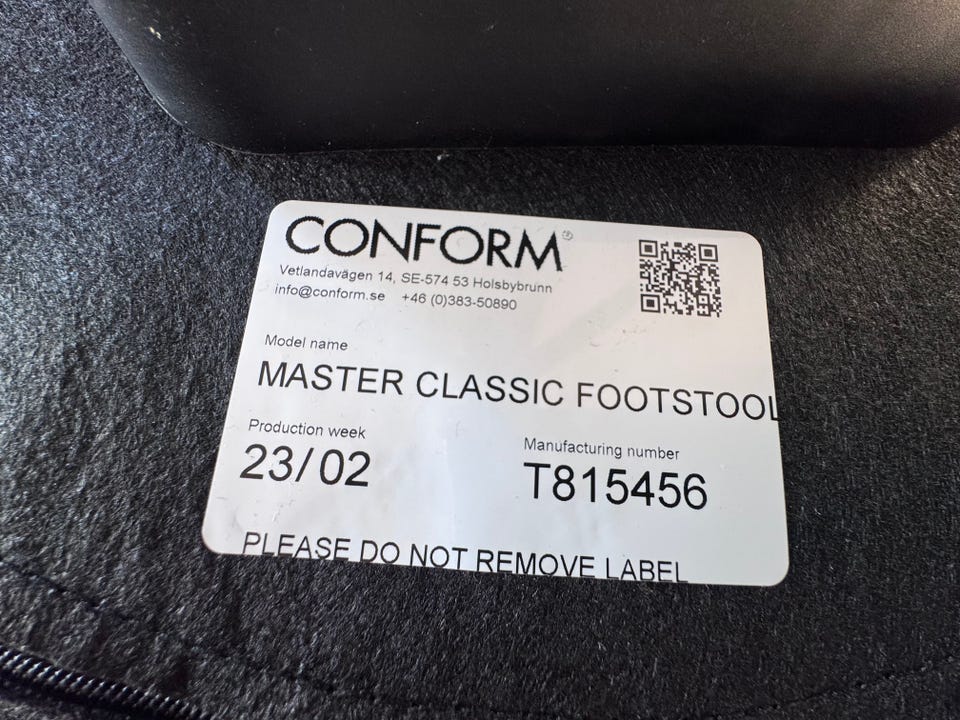 CONFORM®
Vetlandavägen 14, SE-574 53 Holsbybrunn
info@conform.se +46 (0)383-50890
Model name
MASTER CLASSIC FOOTSTOOL
Production week
23/02
Manufacturing number
T815456
PLEASE DO NOT REMOVE LABEL